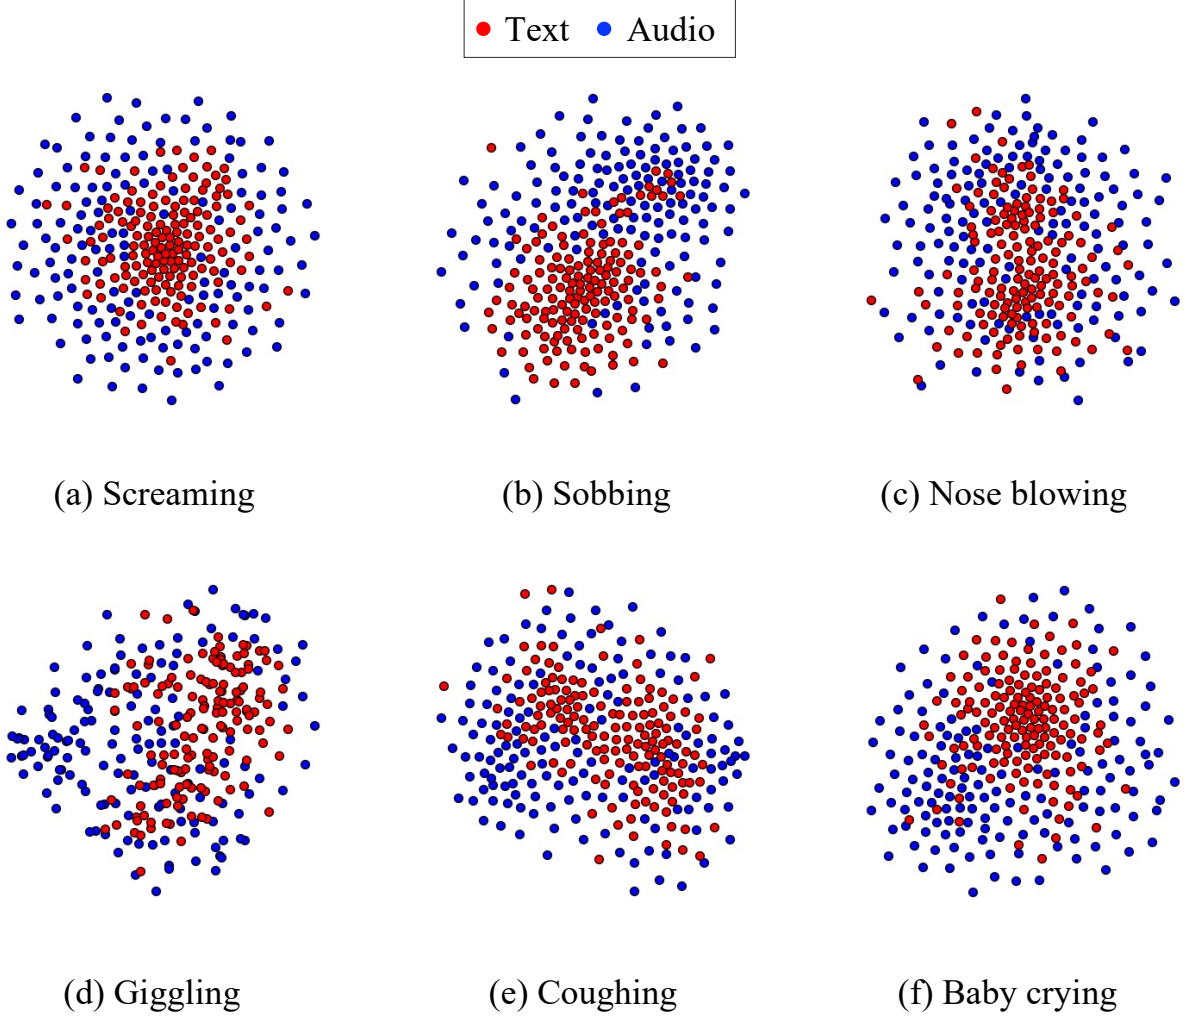 Text Audio
(a) Screaming
(b) Sobbing
(c) Nose blowing
(d) Giggling
(e) Coughing
(f) Baby crying